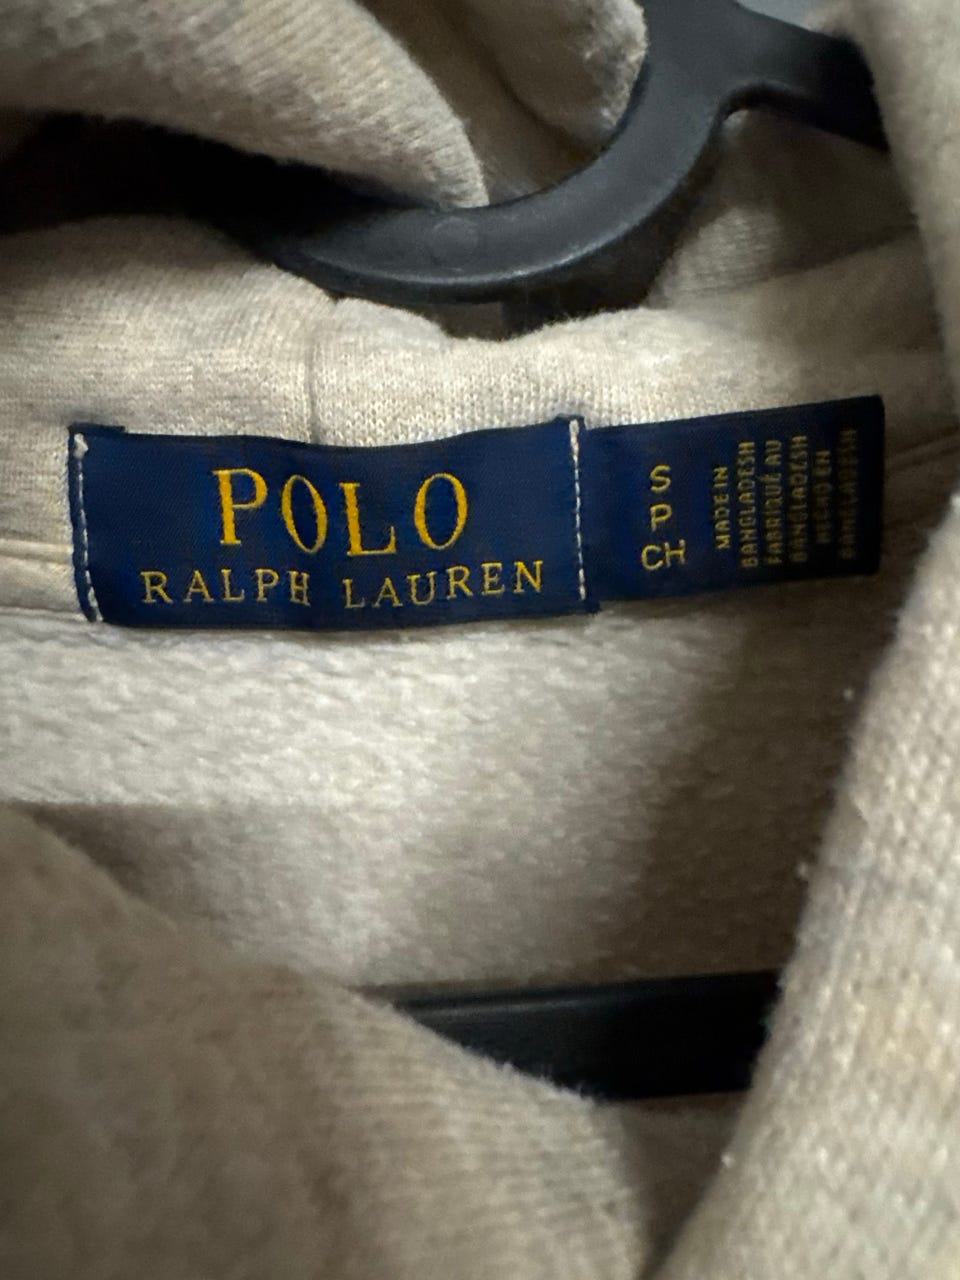 POLO
RALPH LAUREN
S
P
CH
MADE IN
BANGLADESH
FABRIQUÉ AU
BANGLADESH
HECHO EN
BANGLADESH